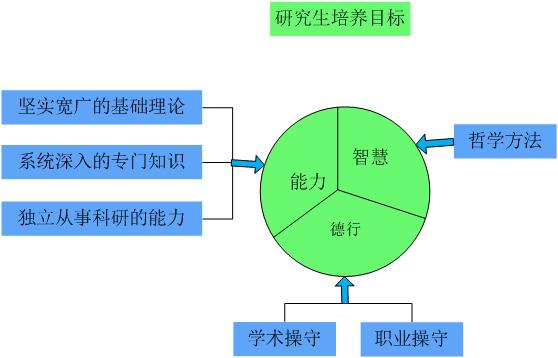 研究生培养目标
坚实宽广的基础理论
系统深入的专门知识
独立从事科研的能力
能力
智慧
德行
哲学方法
学术操守
职业操守